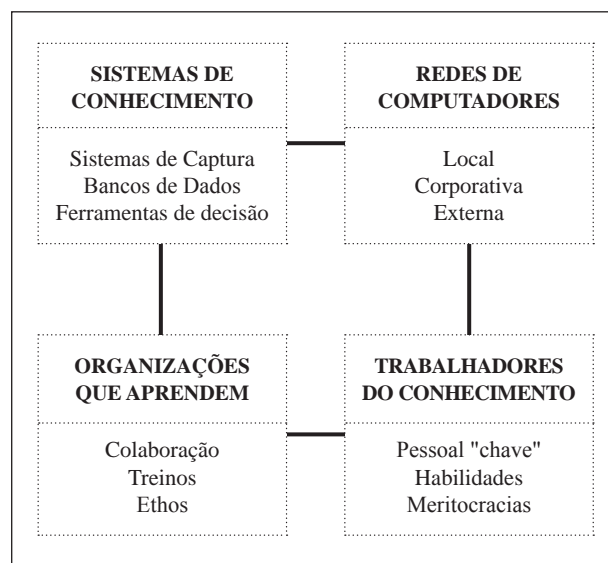 SISTEMAS DE
CONHECIMENTO
Sistemas de Captura
Bancos de Dados
Ferramentas de decisão
REDES DE
COMPUTADORES
Local
Corporativa
Externa
ORGANIZAÇÕES
QUE APRENDEM
Colaboração
Treinos
Ethos
TRABALHADORES
DO CONHECIMENTO
Pessoal "chave"
Habilidades
Meritocracias